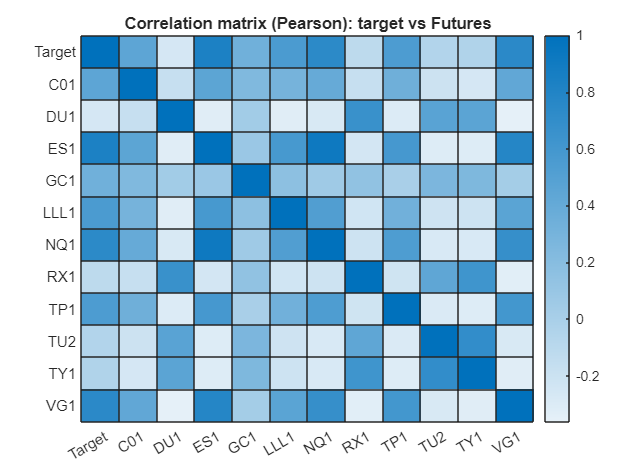 Correlation matrix (Pearson): target vs Futures
Target
C01
DU1
ES1
GC1
LLL1
NQ1
RX1
TP1
TU2
TY1
VG1
Target C01 DU1 ES1 GC1 LLL1 NQ1 RX1 TP1 TU2 TY1 VG1
1
0.8
0.6
0.4
0.2
0
-0.2